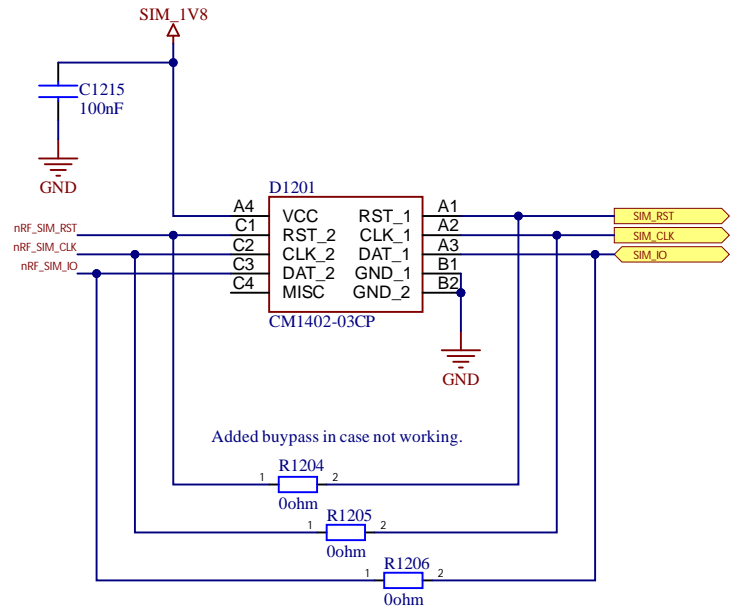 SIM_1V8
C1215
100nF
GND
D1201
A4 VCC RST_1 A1 SIM_RST
nRF_SIM_RST C1 RST_2 CLK_1 A2 SIM_CLK
nRF_SIM_CLK C2 CLK_2 DAT_1 A3 SIM_IO
nRF_SIM_IO C3 DAT_2 GND_1 B1
C4 MISC GND_2 B2
CM1402-03CP
GND
Added buypass in case not working.
R1204
1 2
0ohm
R1205
1 2
0ohm
R1206
1 2
0ohm